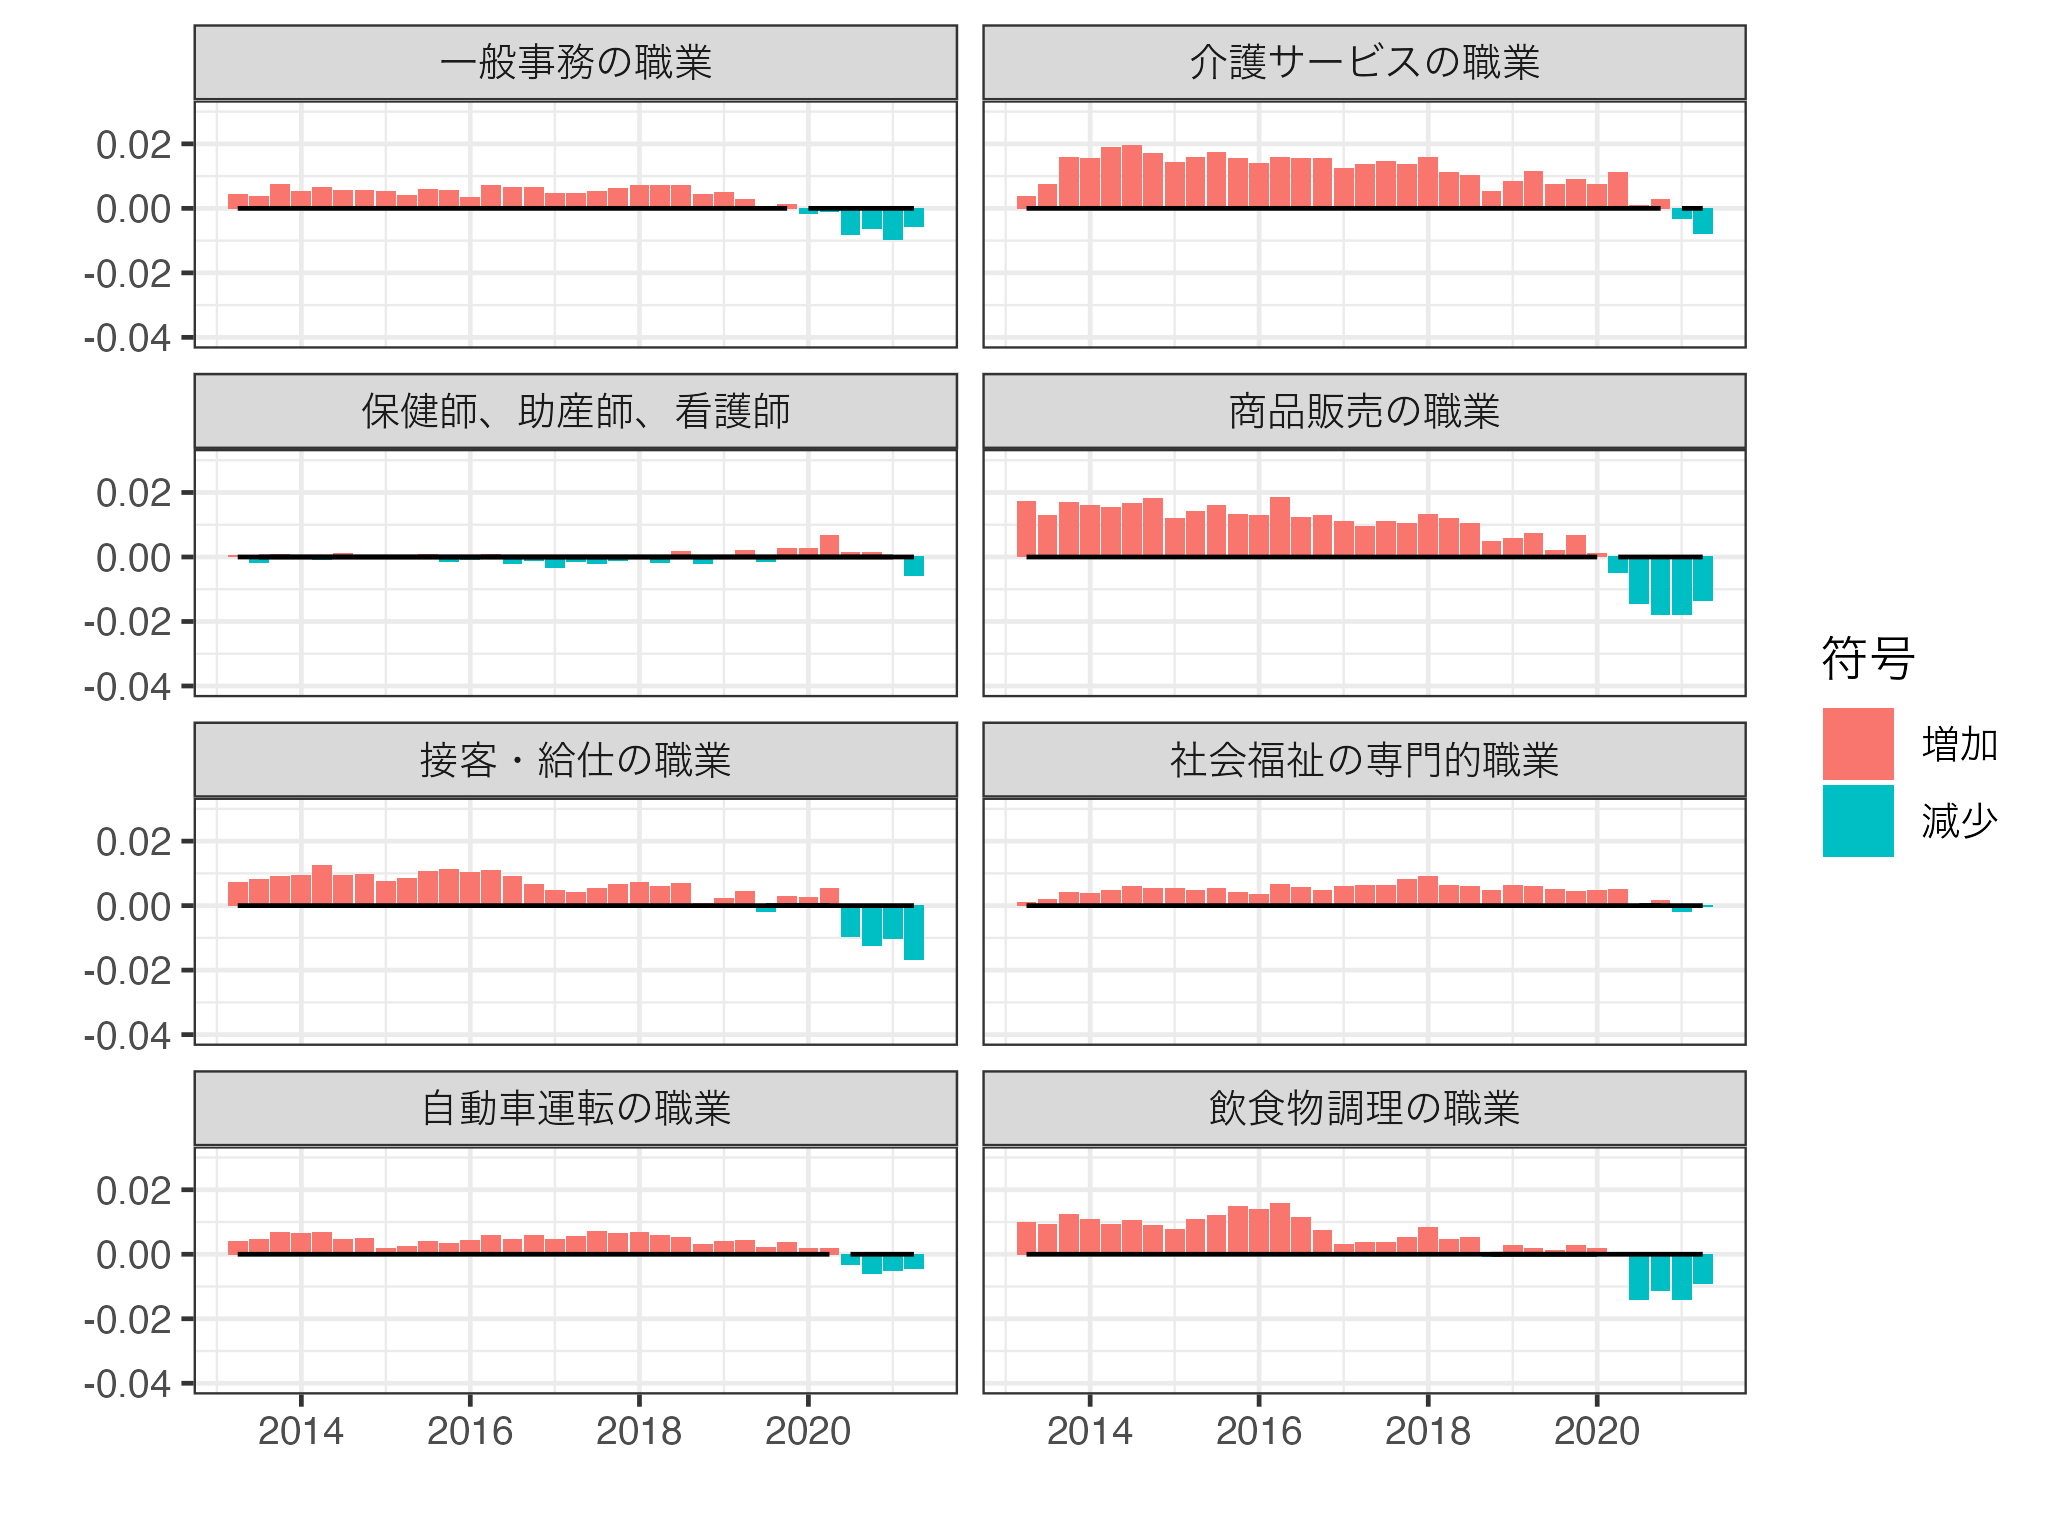 一般事務の職業
介護サービスの職業
0.02
0.00
-0.02
-0.04
保健師、助産師、看護師
商品販売の職業
0.02
0.00
-0.02
-0.04
接客・給仕の職業
社会福祉の専門的職業
0.02
0.00
-0.02
-0.04
自動車運転の職業
飲食物調理の職業
0.02
0.00
-0.02
-0.04
2014 2016 2018 2020
2014 2016 2018 2020
符号
増加
減少